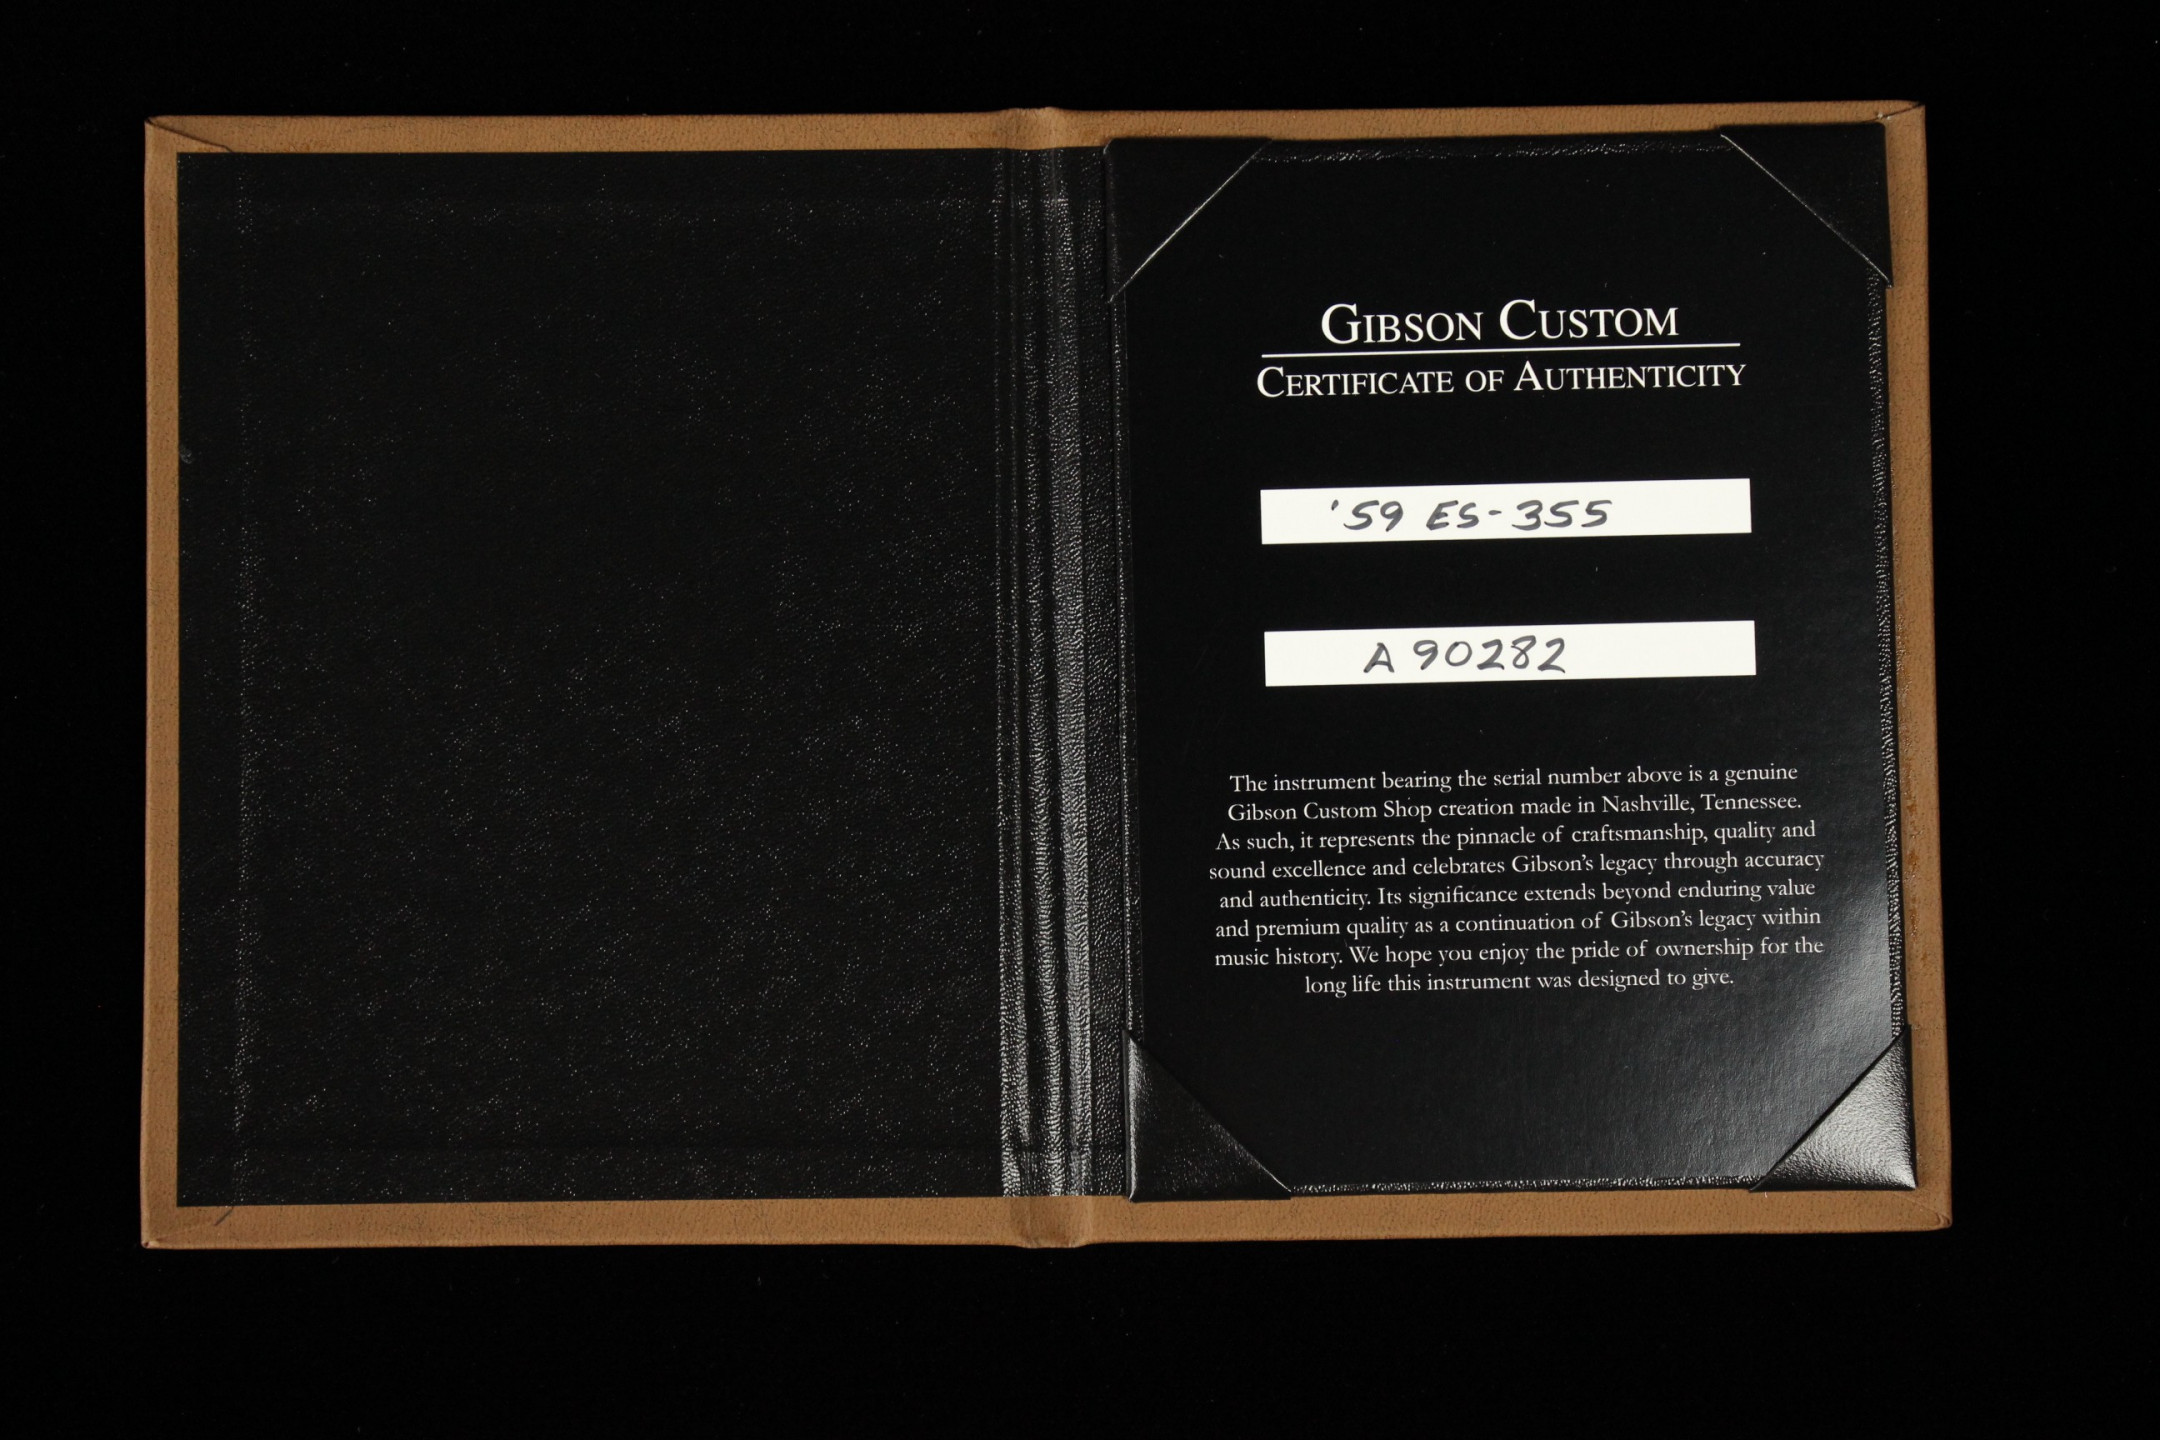 GIBSON CUSTOM
CERTIFICATE OF AUTHENTICITY
'59 ES-355
A 90282
The instrument bearing the serial number above is a genuine
Gibson Custom Shop creation made in Nashville, Tennessee.
As such, it represents the pinnacle of craftsmanship, quality and
sound excellence and celebrates Gibson's legacy through accuracy
and authenticity. Its significance extends beyond enduring value
and premium quality as a continuation of Gibson's legacy within
music history. We hope you enjoy the pride of ownership for the
long life this instrument was designed to give.